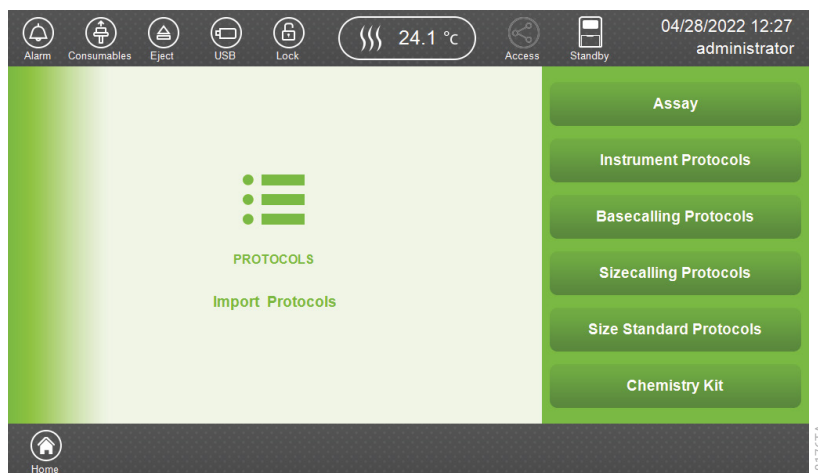 Alarm
Consumables
Eject
USB
Lock
24.1 °C
Access
Standby
04/28/2022 12:27
administrator
PROTOCOLS
Import Protocols
Assay
Instrument Protocols
Basecalling Protocols
Sizecalling Protocols
Size Standard Protocols
Chemistry Kit
Home